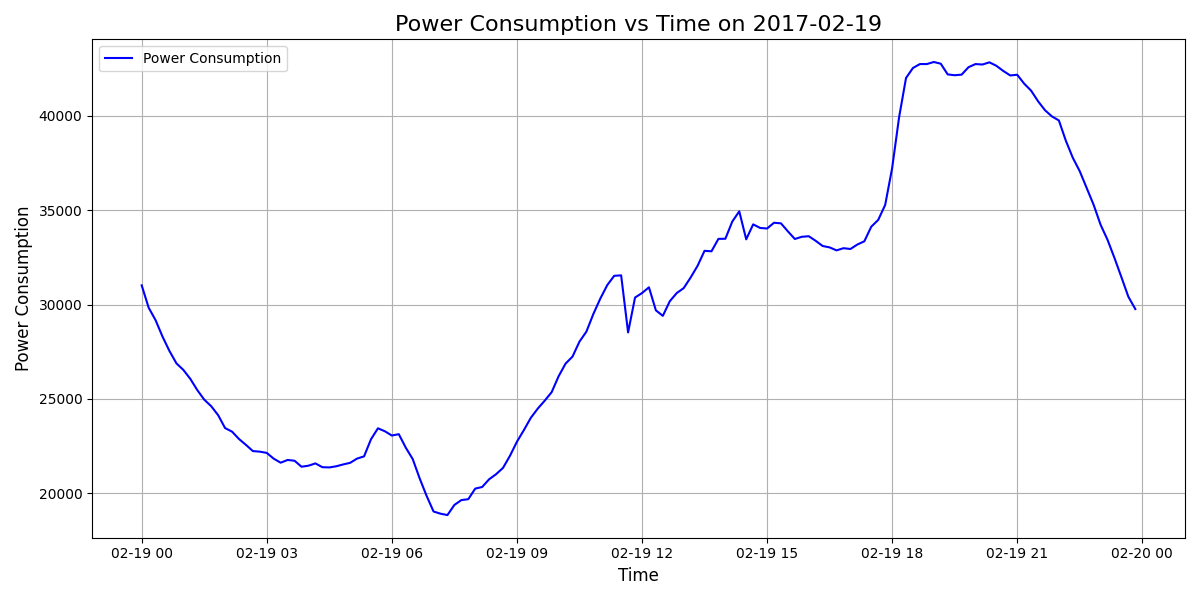 Power Consumption vs Time on 2017-02-19
Power Consumption
40000
35000
30000
25000
20000
Power Consumption
02-19 00 02-19 03 02-19 06 02-19 09 02-19 12 02-19 15 02-19 18 02-19 21 02-20 00
Time